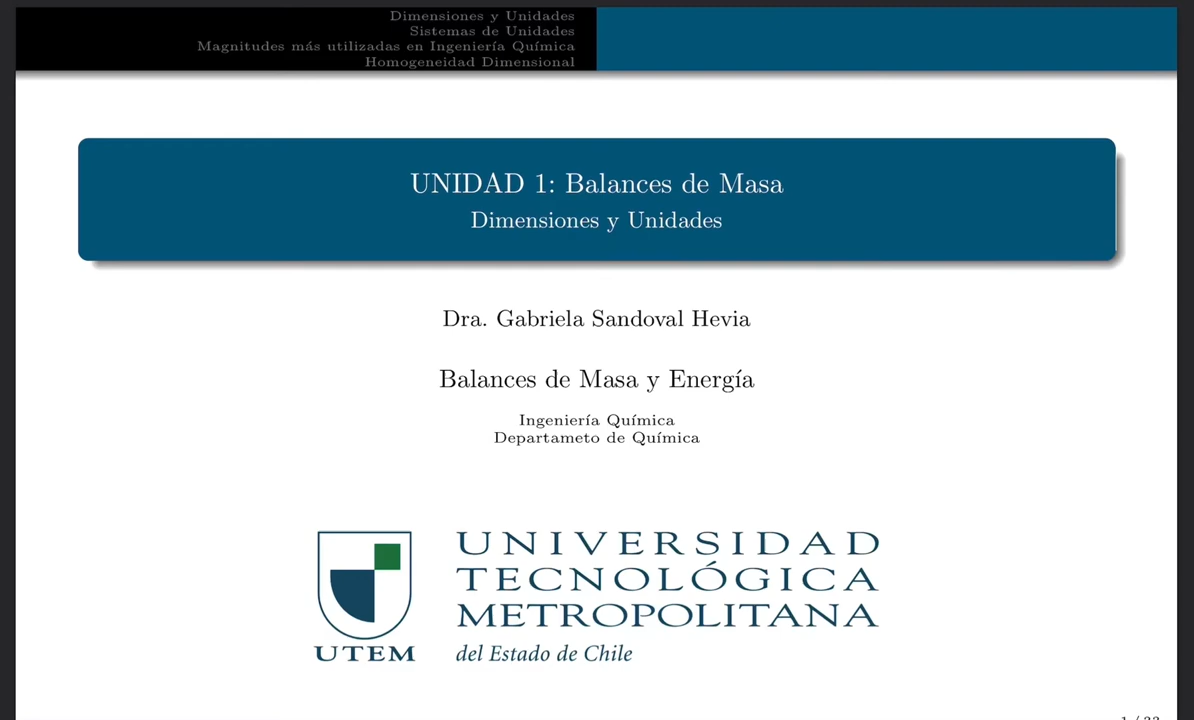 Dimensiones y Unidades
Sistemas de Unidades
Magnitudes más utilizadas en Ingeniería Química
Homogeneidad Dimensional
UNIDAD 1: Balances de Masa
Dimensiones y Unidades
Dra. Gabriela Sandoval Hevia
Balances de Masa y Energía
Ingeniería Química
Departameto de Química
UNIVERSIDAD
TECNOLÓGICA
METROPOLITANA
UTEM
del Estado de Chile